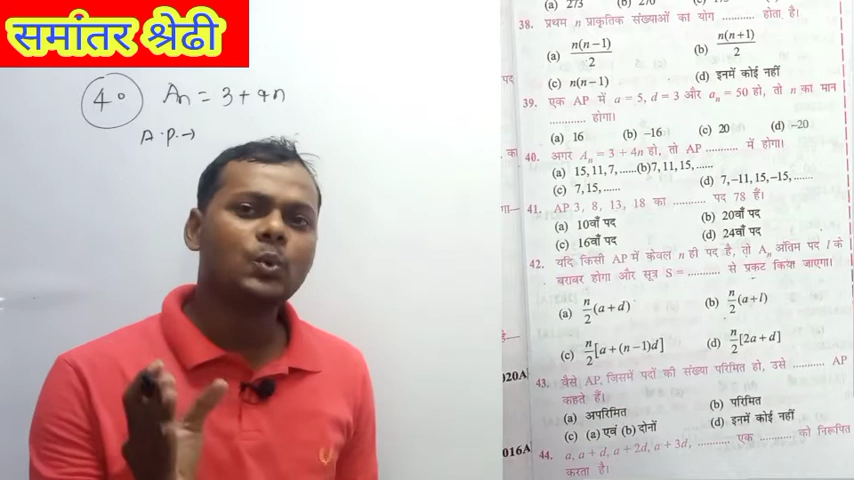 समांतर श्रेढी
40 An = 3 + 4n
A.P.→
38. प्रथम n प्राकृतिक संख्याओं का योग ........... होता है।
(a) n(n−1)/2 (b) n(n+1)/2
(c) n(n−1) (d) इनमें कोई नहीं
39. एक AP में a = 5, d = 3 और aₙ = 50 हो, तो n का मान
............ होगा।
(a) 16 (b) −16 (c) 20 (d) −20
40. अगर Aₙ = 3 + 4n हो, तो AP ........... में होगा।
(a) 15, 11, 7, ......(b)7, 11, 15, ......
(c) 7, 15, ...... (d) 7,−11, 15,−15, .......
41. AP 3, 8, 13, 18 का ........... पद 78 हैं।
(a) 10वाँ पद (b) 20वाँ पद
(c) 16वाँ पद (d) 24वाँ पद
42. यदि किसी AP में केवल n ही पद है, तो Aₙ अंतिम पद l के
बराबर होगा और सूत्र S = ........... से प्रकट किया जाएगा।
(a) n/2(a+d) (b) n/2(a+l)
(c) n/2[a+(n−1)d] (d) n/2[2a+d]
43. वैसे AP, जिसमें पदों की संख्या परिमित हो, उसे ........... AP
कहते हैं।
(a) अपरिमित (b) परिमित
(c) (a) एवं (b) दोनों (d) इनमें कोई नहीं
44. a, a + d, a + 2d, a + 3d, ........... एक ........... को निरूपित
करता है।
020A
016A